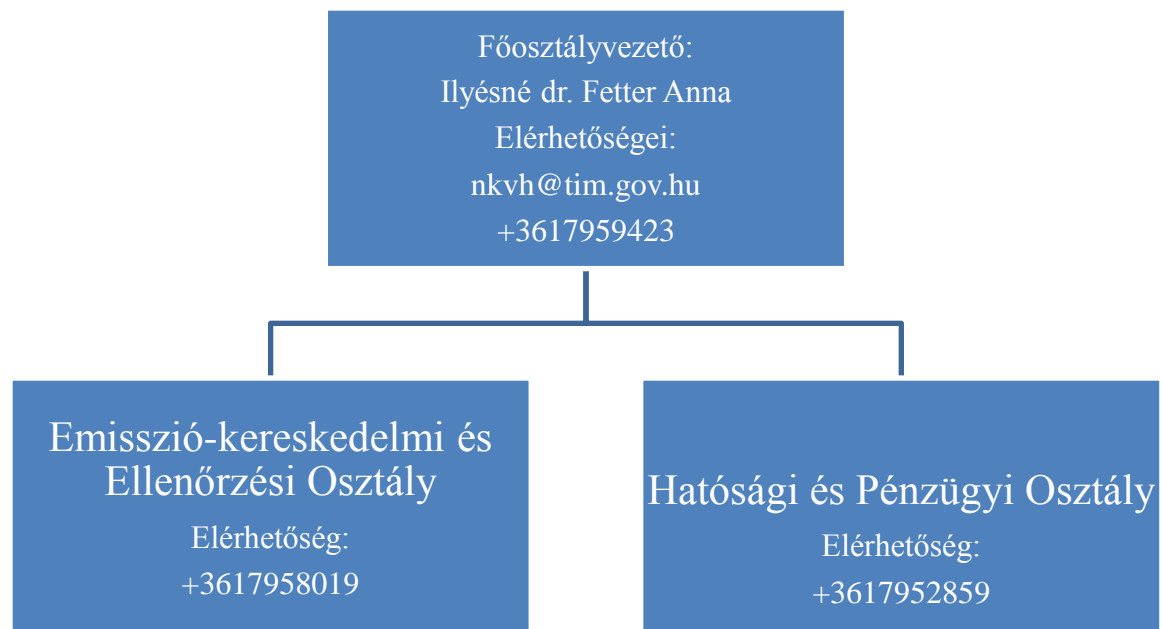 Főosztályvezető:
Ilyésné dr. Fetter Anna
Elérhetőségei:
nkvh@tim.gov.hu
+3617959423
Emisszió-kereskedelmi és
Ellenőrzési Osztály
Elérhetőség:
+3617958019
Hatósági és Pénzügyi Osztály
Elérhetőség:
+3617952859